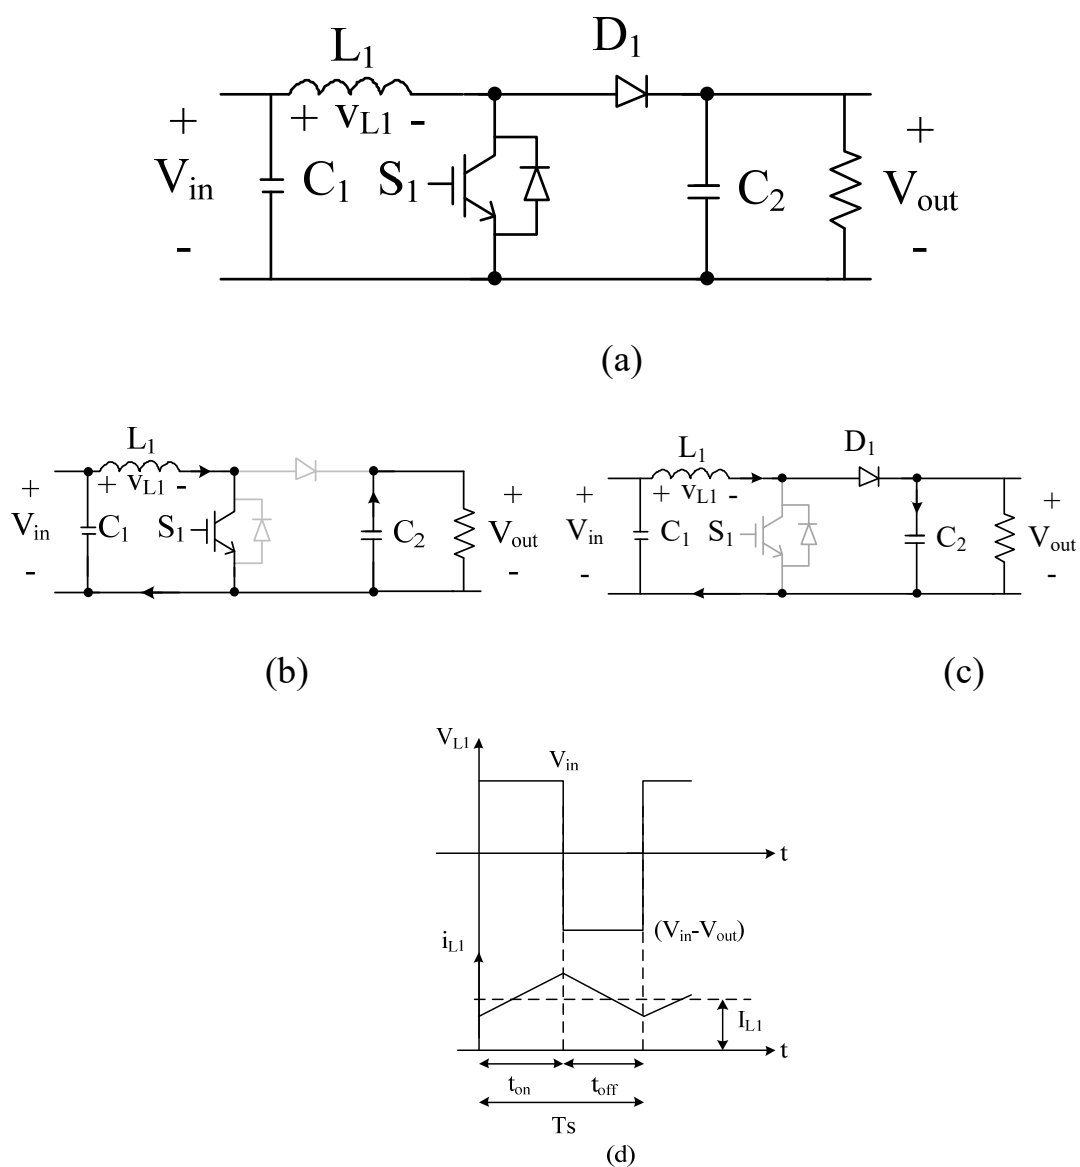 L1 D1
+ vL1 -
+ Vin - C1 S1 C2 + Vout -
(a)
L1
+ vL1 -
+ Vin - C1 S1 C2 + Vout -
(b)
L1 D1
+ vL1 -
+ Vin - C1 S1 C2 + Vout -
(c)
VL1
Vin
t
(Vin-Vout)
iL1
IL1
t
ton toff
Ts
(d)